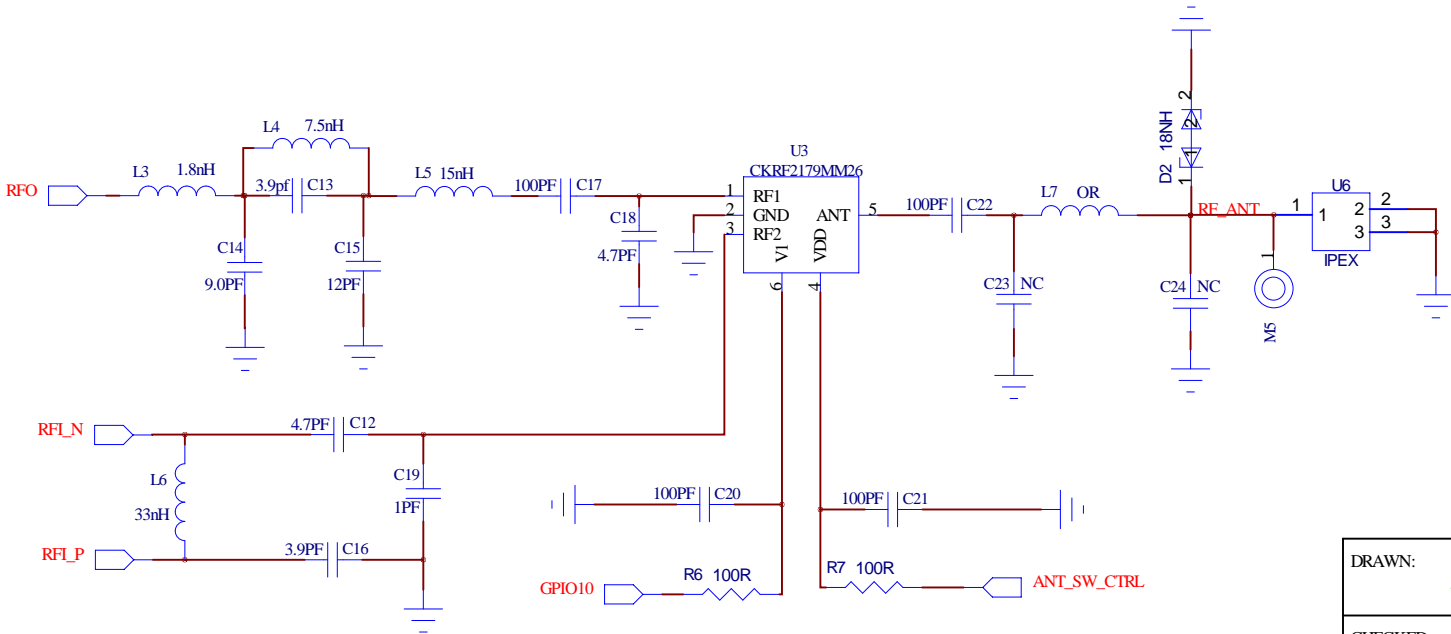 2
2
D2 18NH
1
1
L4 7.5nH
L3 1.8nH
RFO
3.9pf C13
L5 15nH
100PF C17
C14
9.0PF
C15
12PF
C18
4.7PF
U3
CKRF2179MM26
1 RF1
2 GND
3 RF2
ANT 5
V1
VDD
6
4
100PF C22
L7 OR
C23 NC
C24 NC
RF_ANT
1
M5
U6
1 1
2 2
3 3
IPEX
RFI_N
4.7PF C12
L6
33nH
C19
1PF
RFI_P
3.9PF C16
100PF C20
100PF C21
GPIO10
R6 100R
R7 100R
ANT_SW_CTRL
DRAWN: